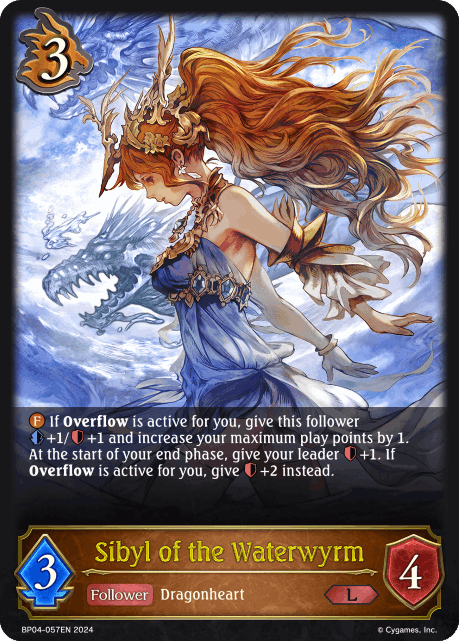 3
F If Overflow is active for you, give this follower
+1/ +1 and increase your maximum play points by 1.
At the start of your end phase, give your leader +1. If
Overflow is active for you, give +2 instead.
Sibyl of the Waterwyrm
3
Follower Dragonheart
L
4
BP04-057EN 2024
© Cygames, Inc.